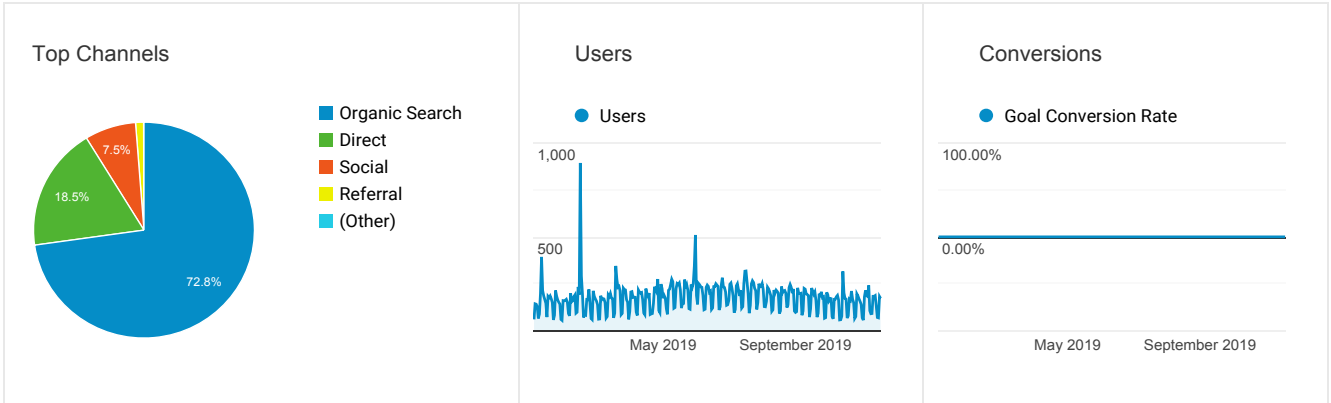 Top Channels
Organic Search
Direct
Social
Referral
(Other)
7.5%
18.5%
72.8%
Users
Users
1,000
500
May 2019 September 2019
Conversions
Goal Conversion Rate
100.00%
0.00%
May 2019 September 2019